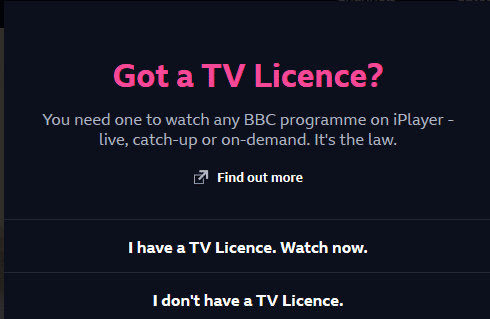 Got a TV Licence?
You need one to watch any BBC programme on iPlayer -
live, catch-up or on-demand. It's the law.
Find out more
I have a TV Licence. Watch now.
I don't have a TV Licence.